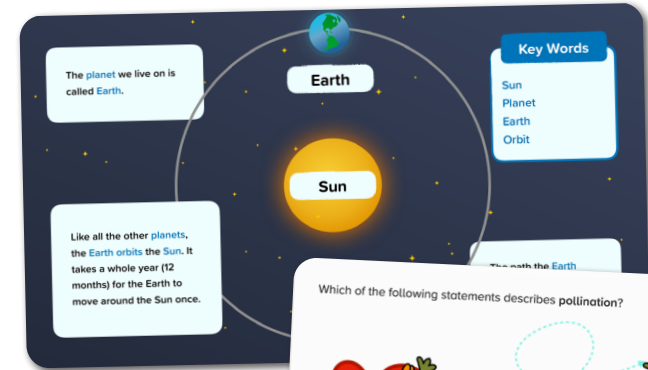 The planet we live on is
called Earth.
Earth
Key Words
Sun
Planet
Earth
Orbit
Sun
Like all the other planets,
the Earth orbits the Sun. It
takes a whole year (12
months) for the Earth to
move around the Sun once.
The path the Earth
Which of the following statements describes pollination?